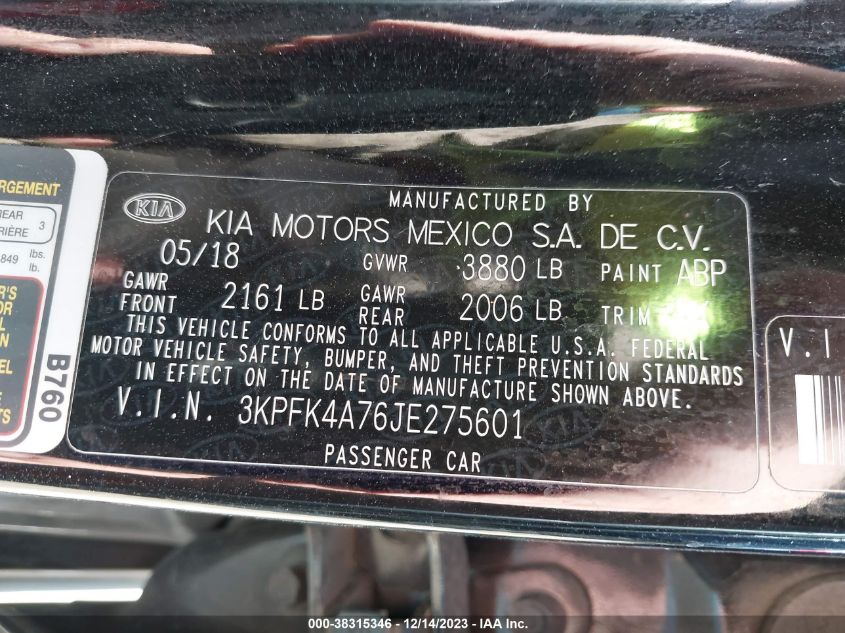 MANUFACTURED BY
KIA
KIA MOTORS MEXICO S.A. DE C.V.
05/18 GVWR 3880 LB PAINT ABP
GAWR FRONT 2161 LB GAWR REAR 2006 LB TRIM
THIS VEHICLE CONFORMS TO ALL APPLICABLE U.S.A. FEDERAL
MOTOR VEHICLE SAFETY, BUMPER, AND THEFT PREVENTION STANDARDS
IN EFFECT ON THE DATE OF MANUFACTURE SHOWN ABOVE.
V.I.N. 3KPFK4A76JE275601
PASSENGER CAR
REAR 3
849 lbs.
lb.
B760
V.I
000-38315346 - 12/14/2023 - IAA Inc.